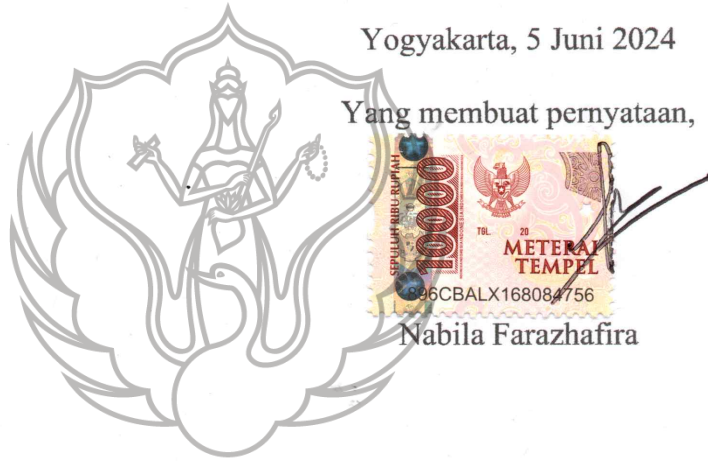 Yogyakarta, 5 Juni 2024
Yang membuat pernyataan,
SEPULUH RIBU RUPIAH
10000
TGL. 20
METERAI
TEMPEL
896CBALX168084756
Nabila Farazhafira